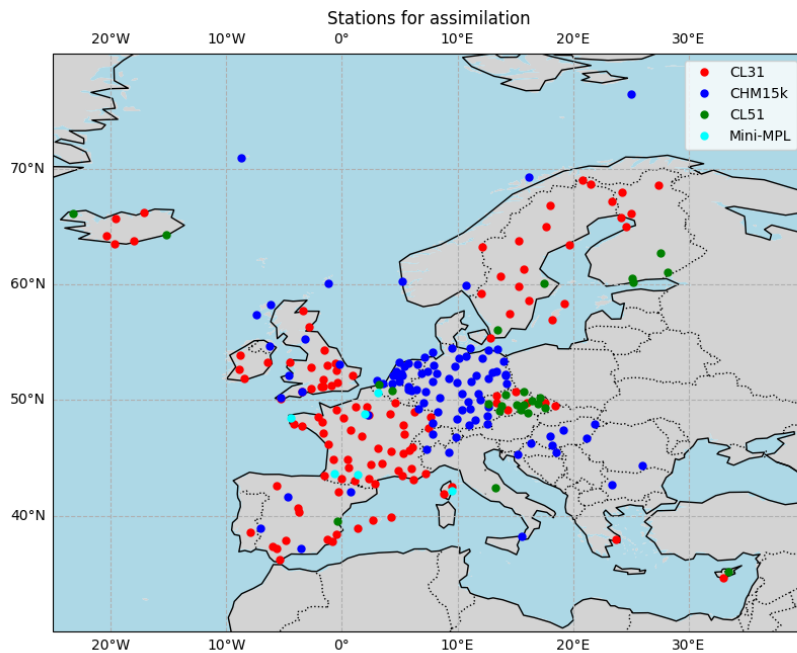 Stations for assimilation
20°W 10°W 0°W 10°E 20°E 30°E
CL31
CHM15k
CL51
Mini-MPL
70°N
60°N
50°N
40°N
20°W 10°W 0°W 10°E 20°E 30°E